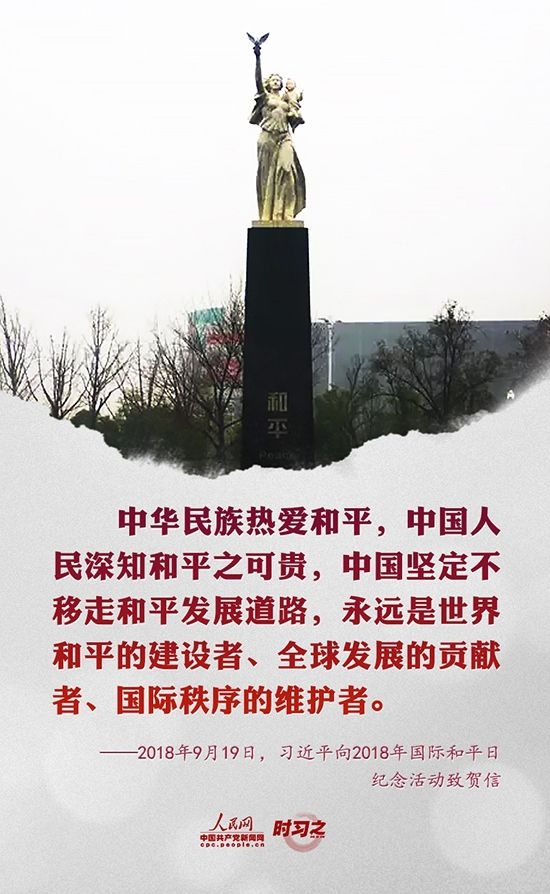 和平
Peace
中华民族热爱和平，中国人
民深知和平之可贵，中国坚定不
移走和平发展道路，永远是世界
和平的建设者、全球发展的贡献
者、国际秩序的维护者。
——2018年9月19日，习近平向2018年国际和平日
纪念活动致贺信
人民网
中国共产党新闻网
cpc.people.cn
时习之